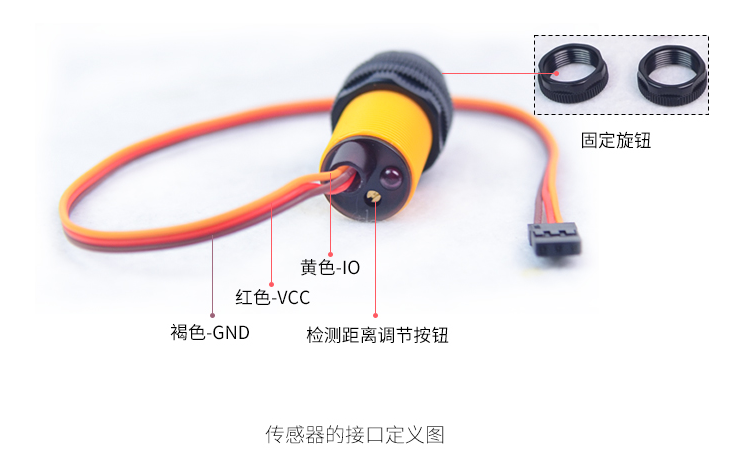 固定旋钮
黄色-IO
红色-VCC
褐色-GND
检测距离调节按钮
传感器的接口定义图